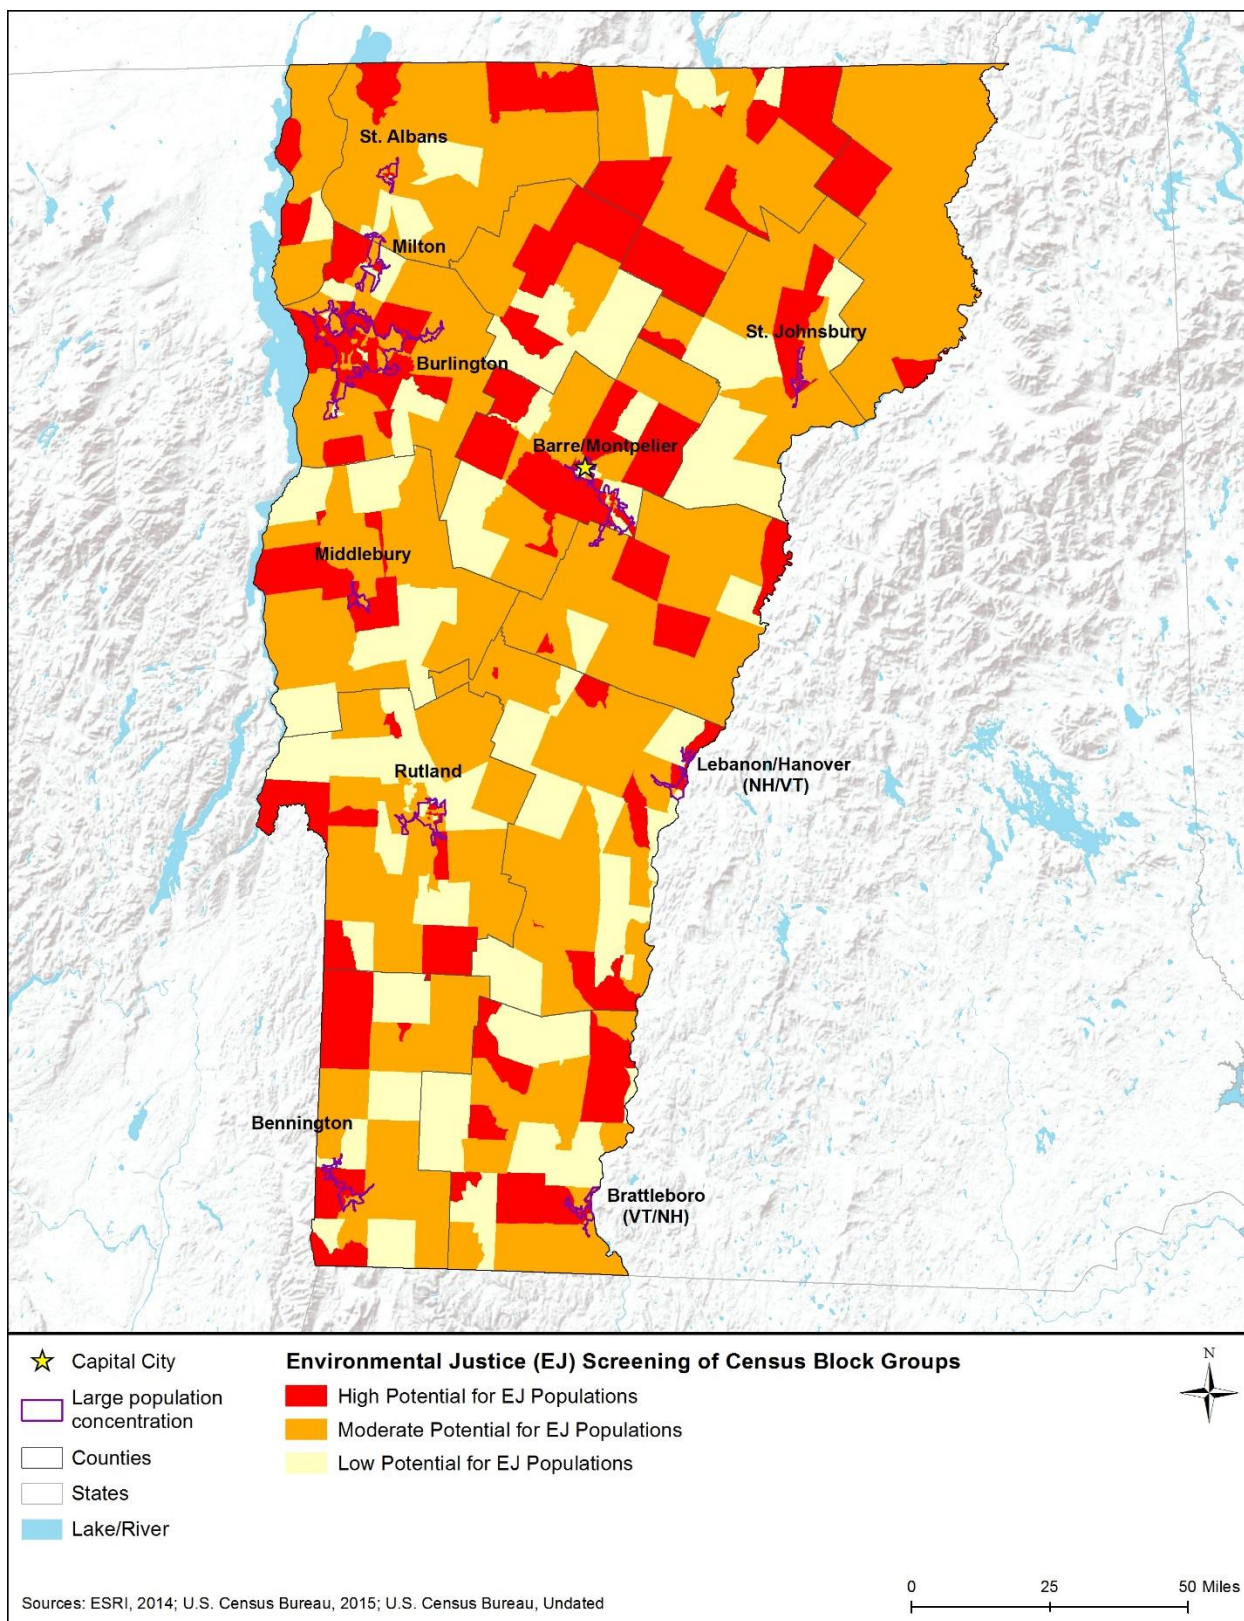 St. Albans
Milton
Burlington
St. Johnsbury
Barre/Montpelier
Middlebury
Rutland
Lebanon/Hanover
(NH/VT)
Bennington
Brattleboro
(VT/NH)
Capital City
Large population
concentration
Counties
States
Lake/River
Environmental Justice (EJ) Screening of Census Block Groups
High Potential for EJ Populations
Moderate Potential for EJ Populations
Low Potential for EJ Populations
N
0 25 50 Miles
Sources: ESRI, 2014; U.S. Census Bureau, 2015; U.S. Census Bureau, Undated